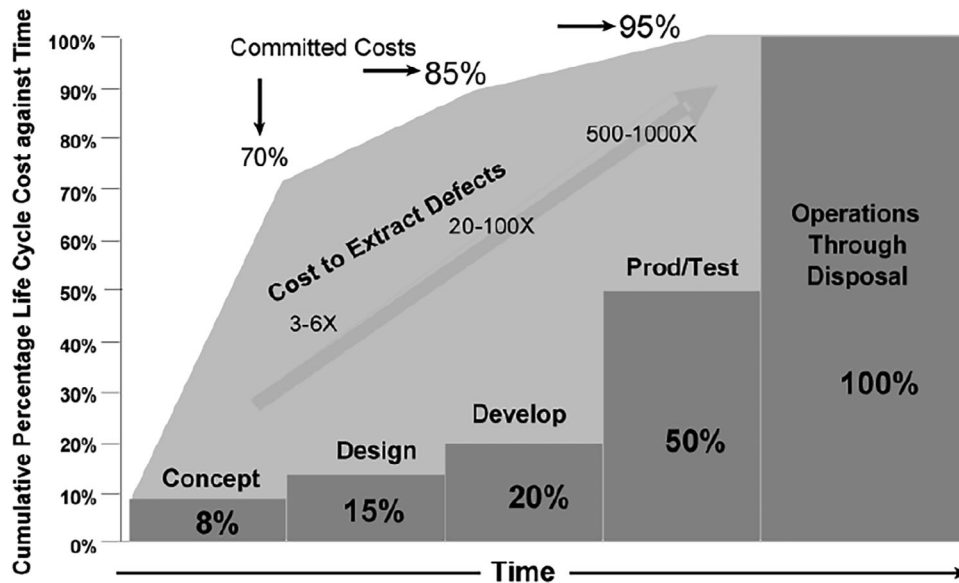 Cumulative Percentage Life Cycle Cost against Time
100%
90%
80%
70%
60%
50%
40%
30%
20%
10%
0%
Committed Costs
70%
85%
95%
Cost to Extract Defects
3-6X
20-100X
500-1000X
Concept
8%
Design
15%
Develop
20%
Prod/Test
50%
Operations
Through
Disposal
100%
Time